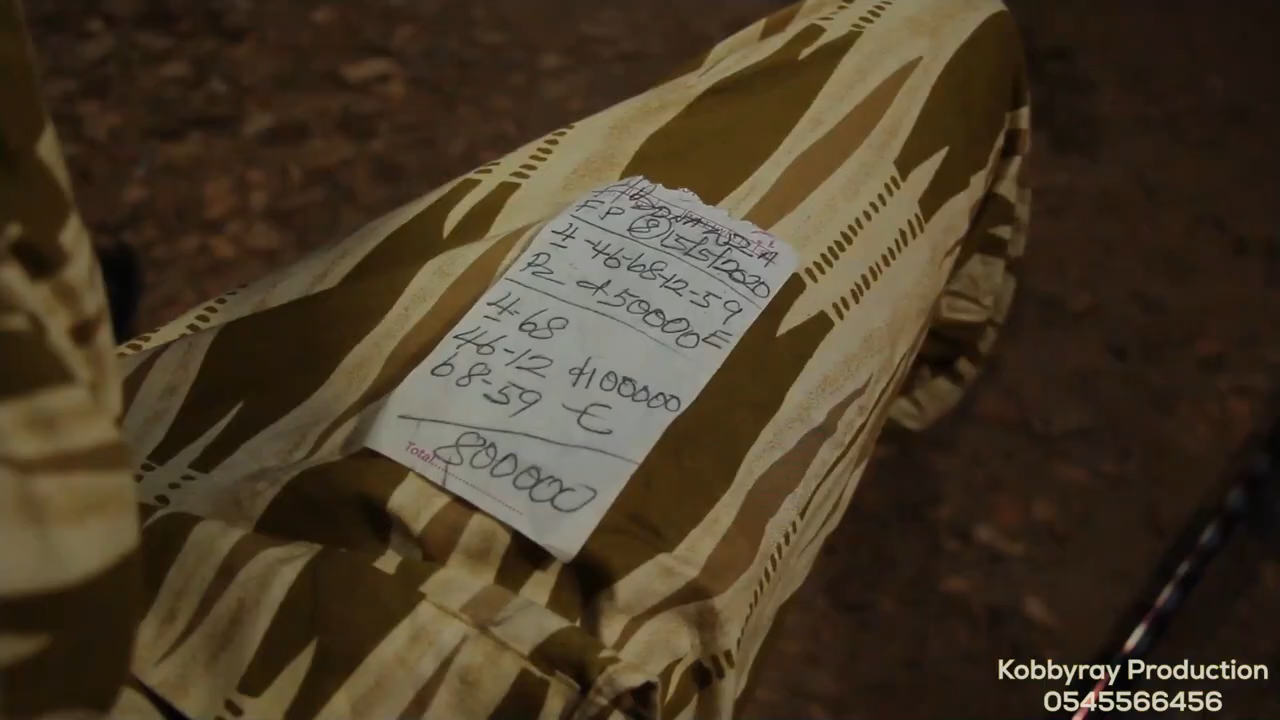 FP (8) 15/5/2020
4-46-68-12-59
P2 ₵50000E
4-68
46-12 ₵100000
68-59 E
Total
800000
Kobbyray Production
0545566456